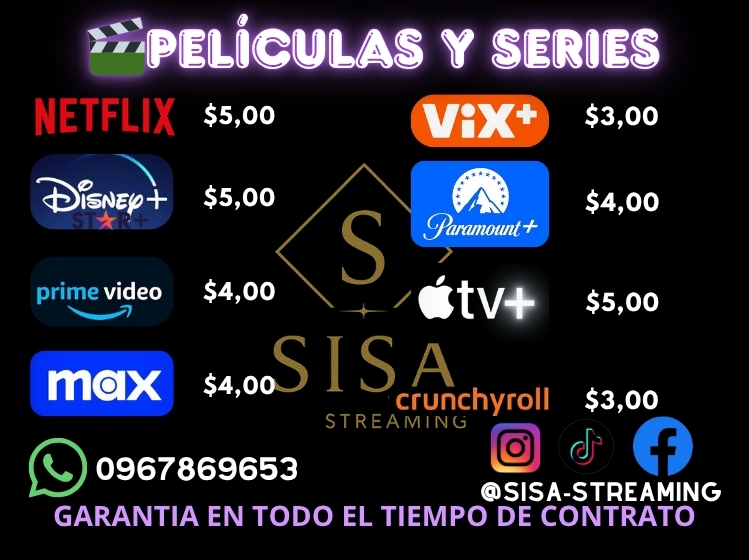 PELÍCULAS Y SERIES
NETFLIX $5,00
ViX+ $3,00
Disney+
STAR+
$5,00
Paramount+ $4,00
prime video $4,00
tv+ $5,00
max $4,00
crunchyroll $3,00
S
SISA
STREAMING
0967869653
@SISA-STREAMING
GARANTIA EN TODO EL TIEMPO DE CONTRATO